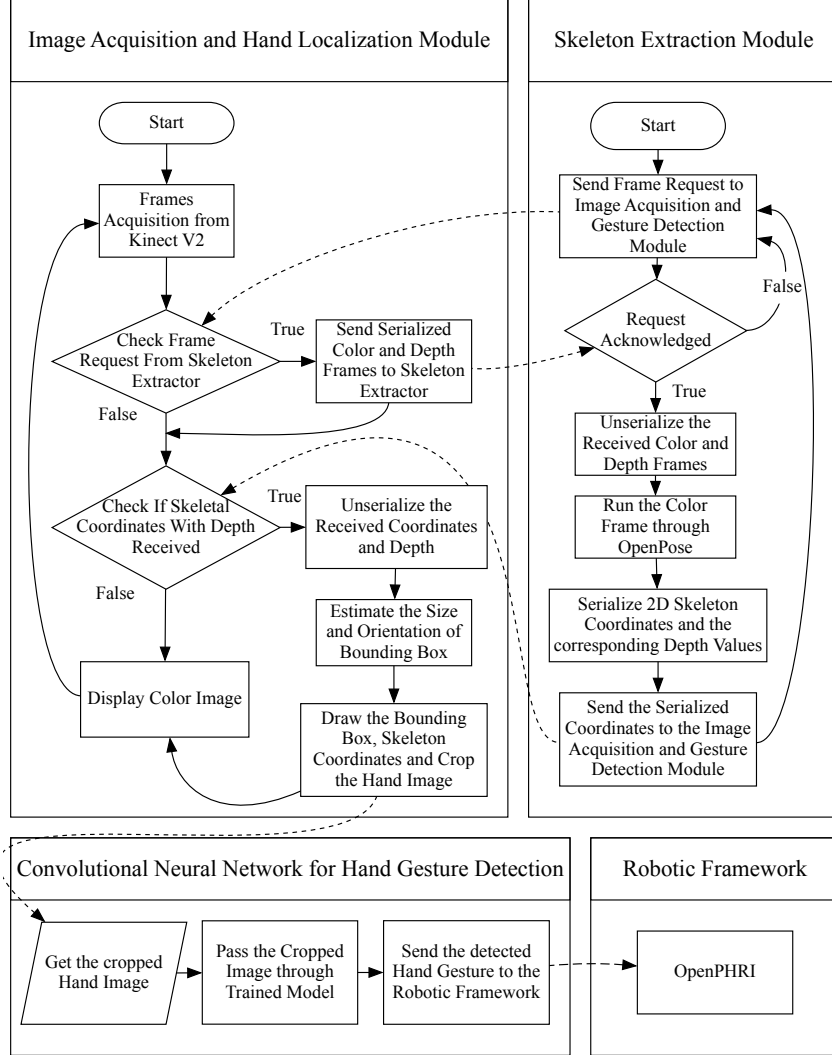 Image Acquisition and Hand Localization Module
Start
Frames
Acquisition from
Kinect V2
Check Frame
Request From Skeleton
Extractor
True
False
Send Serialized
Color and Depth
Frames to Skeleton
Extractor
Check If Skeletal
Coordinates With Depth
Received
True
False
Unserialize the
Received Coordinates
and Depth
Estimate the Size
and Orientation of
Bounding Box
Draw the Bounding
Box, Skeleton
Coordinates and Crop
the Hand Image
Display Color Image
Skeleton Extraction Module
Start
Send Frame Request to
Image Acquisition and
Gesture Detection
Module
False
Request
Acknowledged
True
Unserialize the
Received Color and
Depth Frames
Run the Color
Frame through
OpenPose
Serialize 2D Skeleton
Coordinates and the
corresponding Depth Values
Send the Serialized
Coordinates to the Image
Acquisition and Gesture
Detection Module
Convolutional Neural Network for Hand Gesture Detection
Get the cropped
Hand Image
Pass the Cropped
Image through
Trained Model
Send the detected
Hand Gesture to the
Robotic Framework
Robotic Framework
OpenPHRI